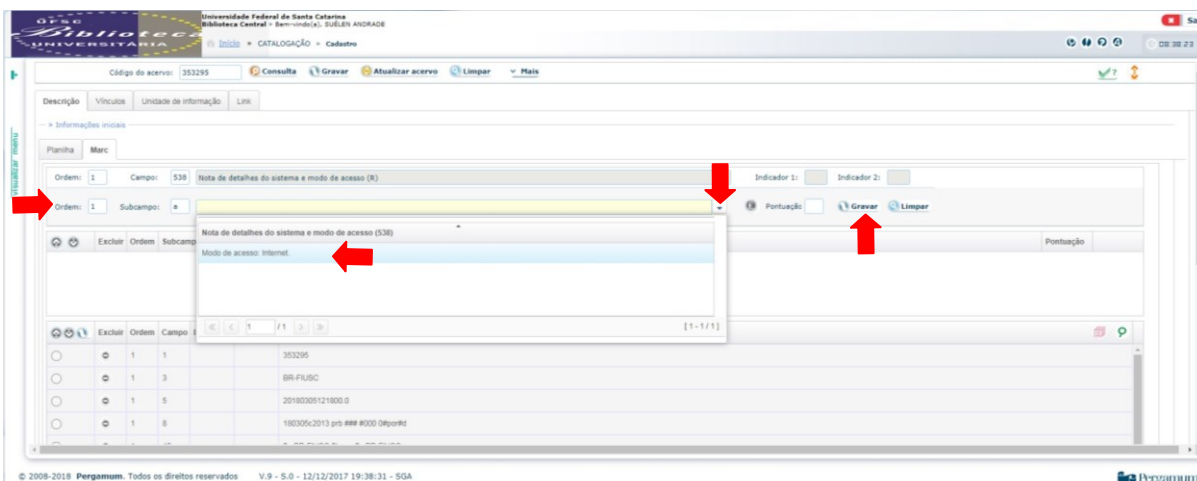 UFSC
Universidade Federal de Santa Catarina
Biblioteca Central > Bem-vindo(a), SUÉLEN ANDRADE
Biblioteca
UNIVERSITÁRIA
Início » CATALOGAÇÃO » Cadastro
Código do acervo: 353295 Consulta Gravar Atualizar acervo Limpar Mais
Descrição Vínculos Unidade de informação Link
» Informações iniciais
visualizar menu
Planilha Marc
Ordem: 1 Campo: 538 Nota de detalhes do sistema e modo de acesso (R) Indicador 1: Indicador 2:
Ordem: 1 Subcampo: a Pontuação Gravar Limpar
Excluir Ordem Subcamp Pontuação
Nota de detalhes do sistema e modo de acesso (538)
Modo de acesso: Internet.
1 / 1 [ 1 - 1 / 1 ]
Excluir Ordem Campo
1 1 353295
1 3 BR-FlUSC
1 5 20180305121800.0
1 8 180305c2013 prb ### #000 0#por#d
© 2008-2018 Pergamum. Todos os direitos reservados V.9 - 5.0 - 12/12/2017 19:38:31 - SGA
Pergamum